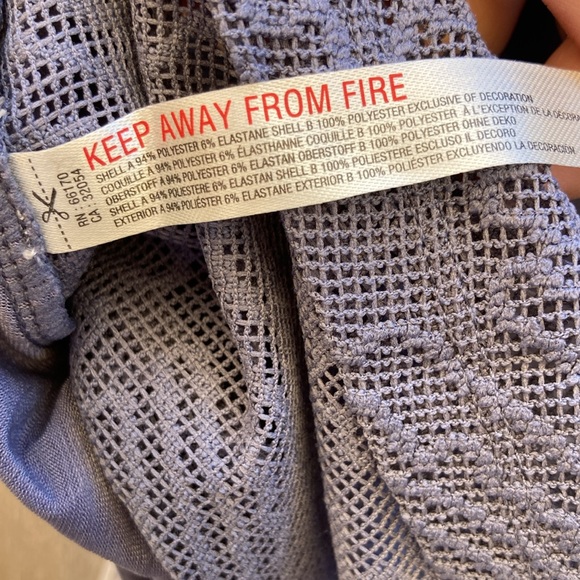 KEEP AWAY FROM FIRE
SHELL A 94% POLYESTER 6% ELASTANE SHELL B 100% POLYESTER EXCLUSIVE OF DECORATION
COQUILLE A 94% POLYESTER 6% ÉLASTHANNE COQUILLE B 100% POLYESTER À L'EXCEPTION DE LA DÉCORA
OBERSTOFF A 94% POLYESTER 6% ELASTAN OBERSTOFF B 100% POLYESTER OHNE DEKO
SHELL A 94% POLIESTERE 6% ELASTAN SHELL B 100% POLIESTERE ESCLUSO IL DECORO
EXTERIOR A 94% POLIÉSTER 6% ELASTANE EXTERIOR B 100% POLIÉSTER EXCLUYENDO LA DECORACIÓN
RN: 66170
CA: 32054